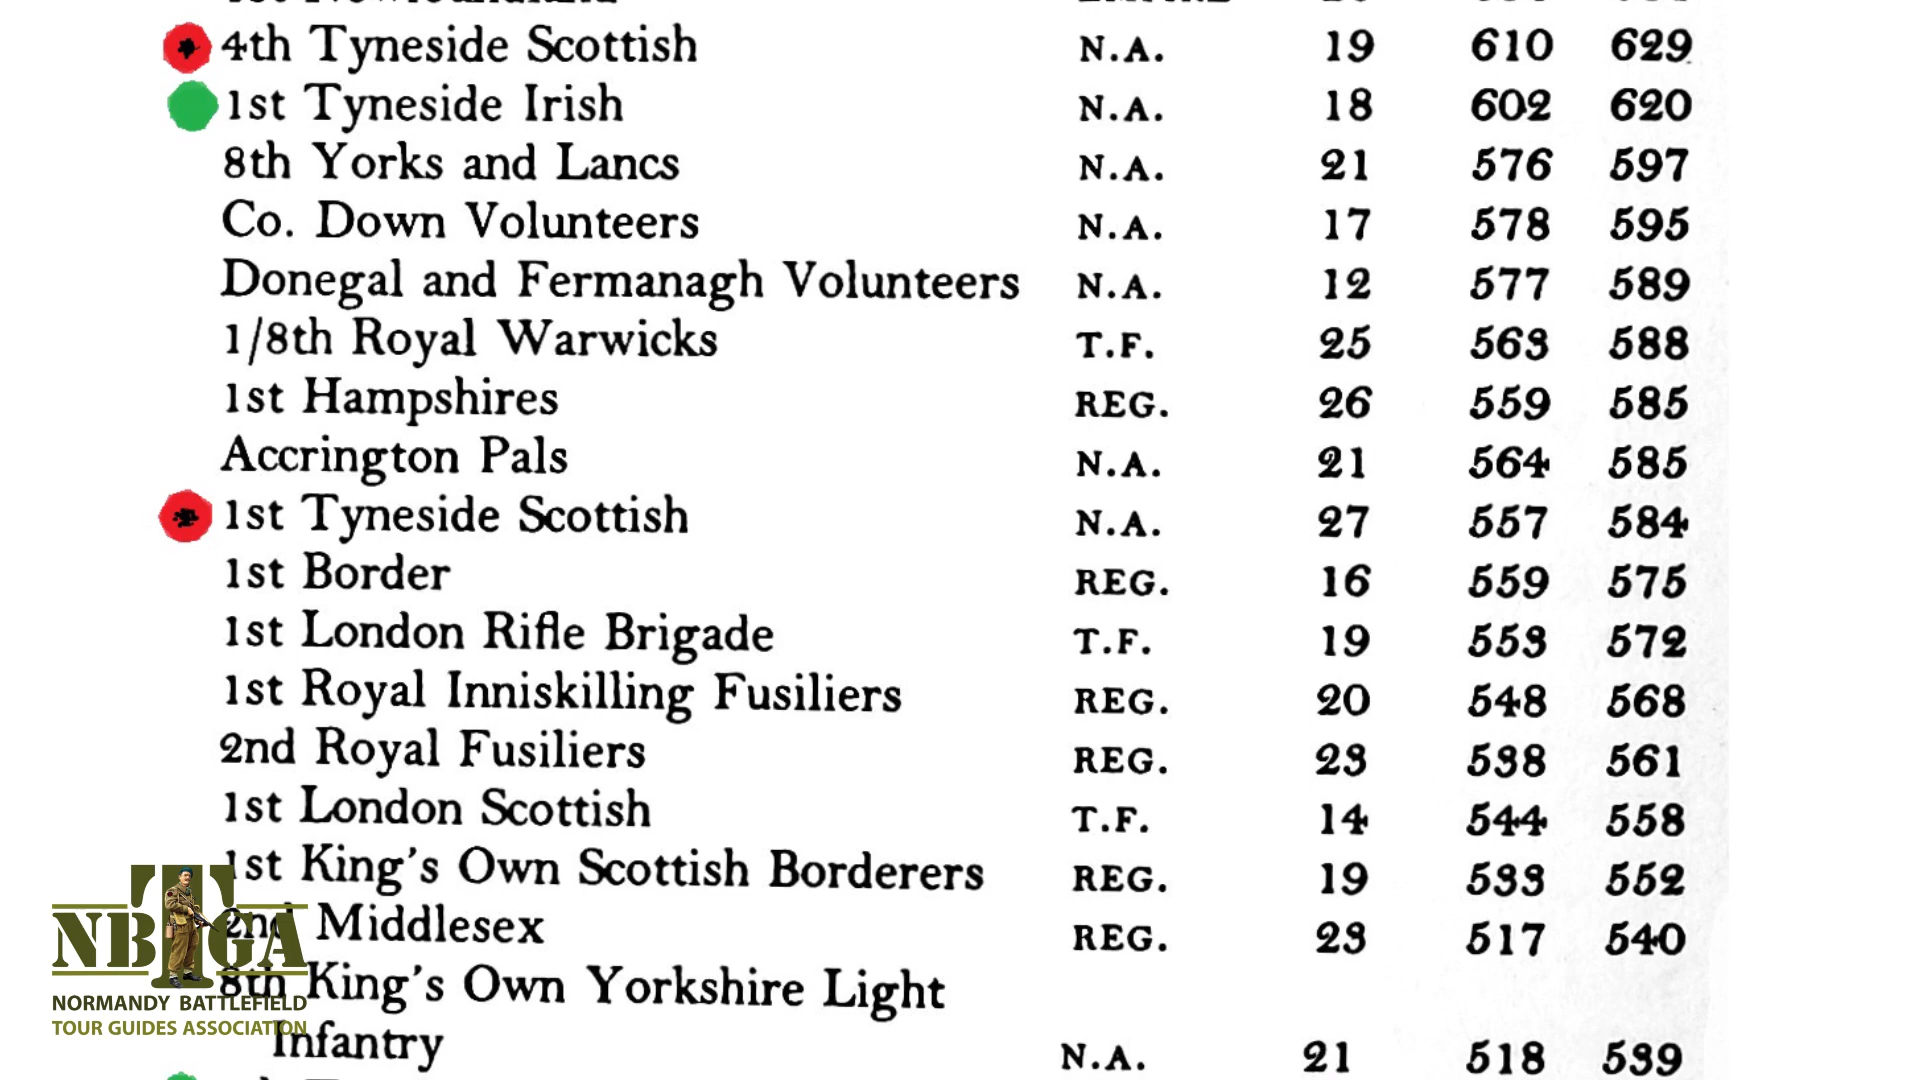 1st Newfoundland EMPIRE
4th Tyneside Scottish N.A. 19 610 629
1st Tyneside Irish N.A. 18 602 620
8th Yorks and Lancs N.A. 21 576 597
Co. Down Volunteers N.A. 17 578 595
Donegal and Fermanagh Volunteers N.A. 12 577 589
1/8th Royal Warwicks T.F. 25 563 588
1st Hampshires REG. 26 559 585
Accrington Pals N.A. 21 564 585
1st Tyneside Scottish N.A. 27 557 584
1st Border REG. 16 559 575
1st London Rifle Brigade T.F. 19 553 572
1st Royal Inniskilling Fusiliers REG. 20 548 568
2nd Royal Fusiliers REG. 23 538 561
1st London Scottish T.F. 14 544 558
1st King's Own Scottish Borderers REG. 19 533 552
2nd Middlesex REG. 23 517 540
8th King's Own Yorkshire Light
Infantry N.A. 21 518 539
NBTGA
NORMANDY BATTLEFIELD
TOUR GUIDES ASSOCIATION